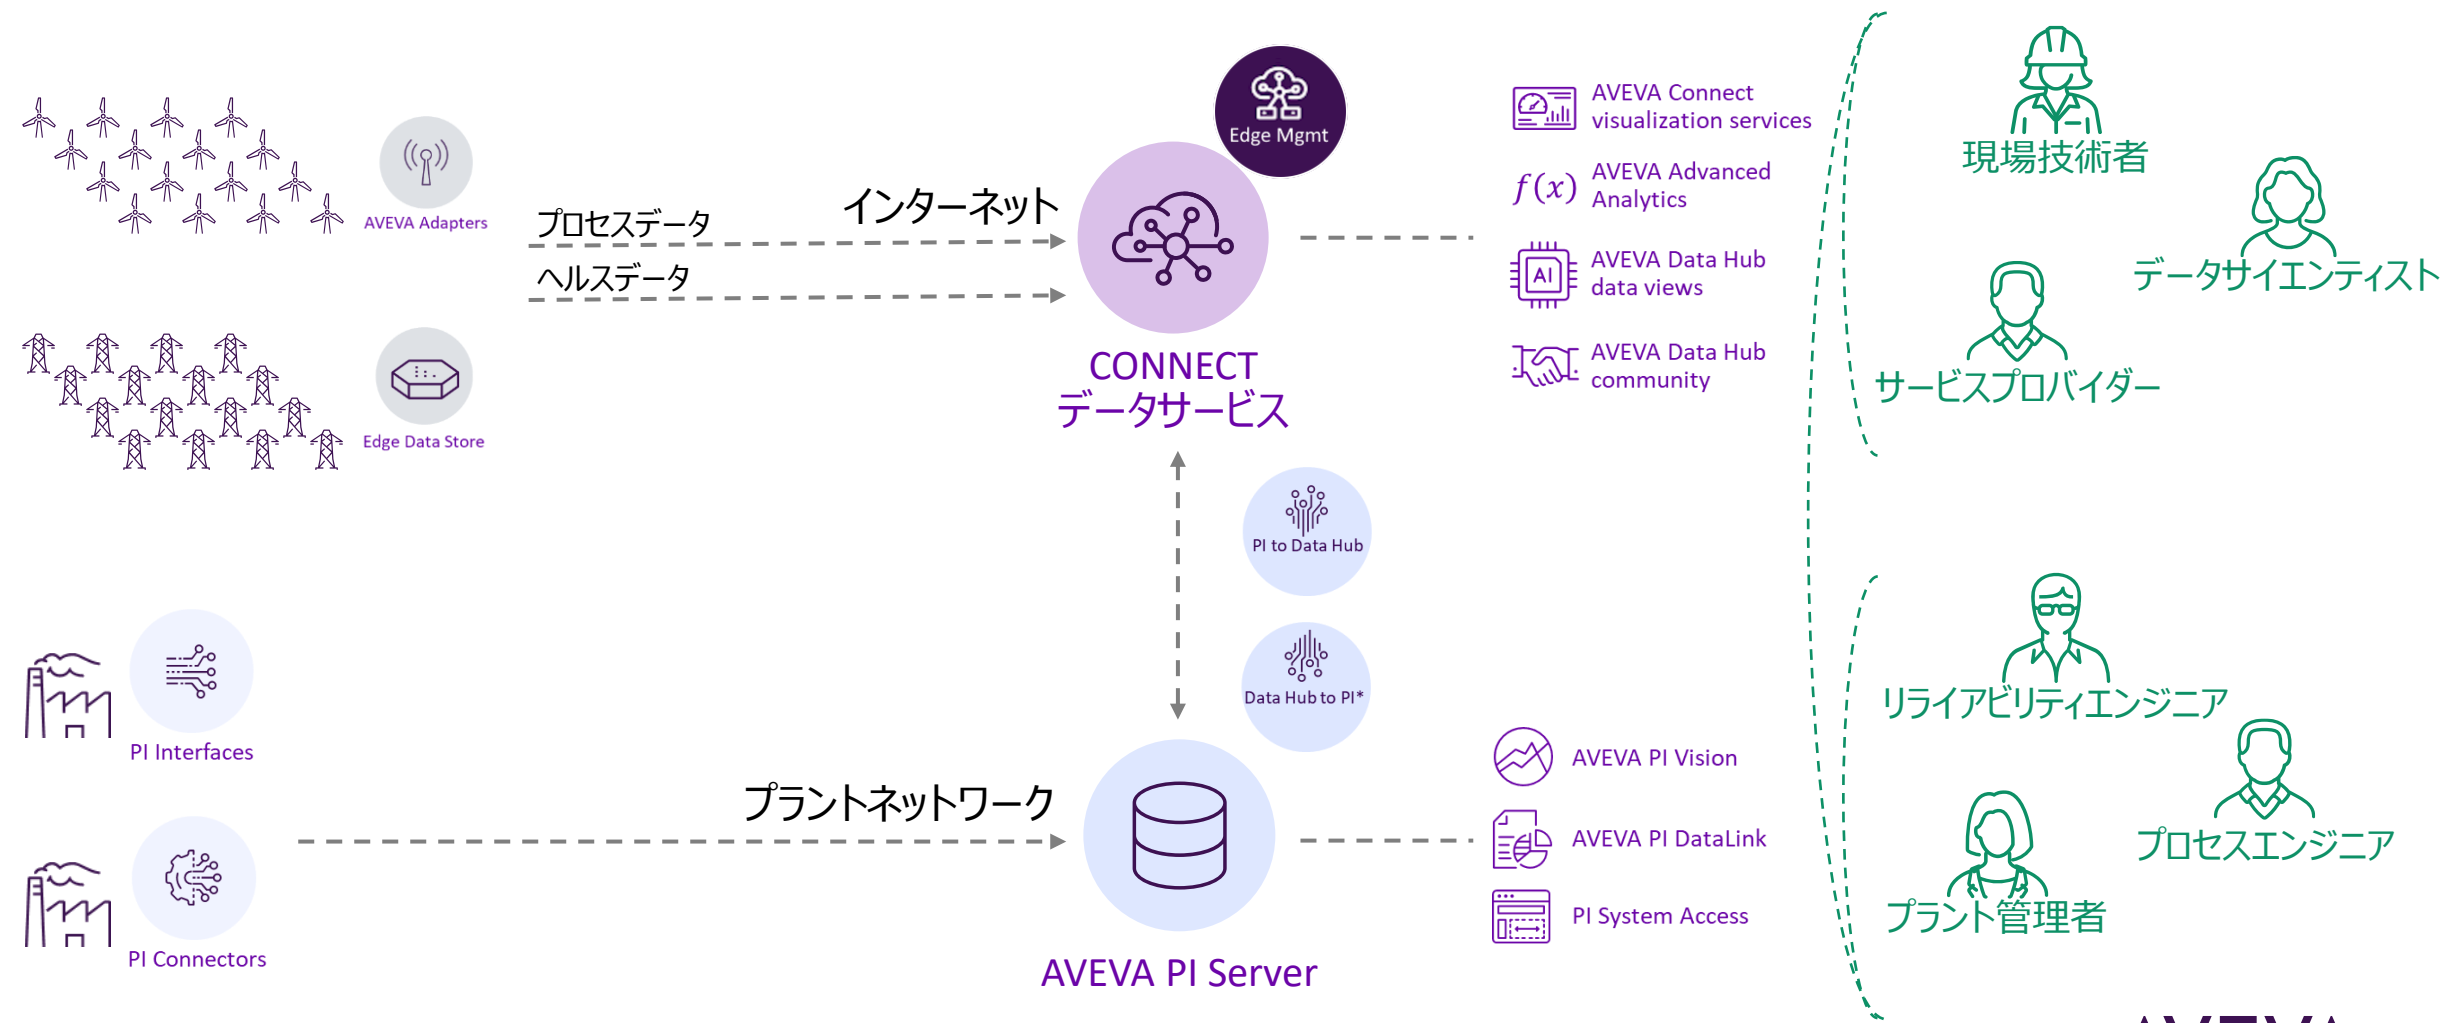 AVEVA Adapters
Edge Data Store
プロセスデータ
ヘルスデータ
インターネット
Edge Mgmt
CONNECT
データサービス
AVEVA Connect
visualization services
f(x)
AVEVA Advanced
Analytics
AI
AVEVA Data Hub
data views
AVEVA Data Hub
community
現場技術者
データサイエンティスト
サービスプロバイダー
PI to Data Hub
Data Hub to PI*
PI Interfaces
PI Connectors
プラントネットワーク
AVEVA PI Server
AVEVA PI Vision
AVEVA PI DataLink
PI System Access
リライアビリティエンジニア
プロセスエンジニア
プラント管理者